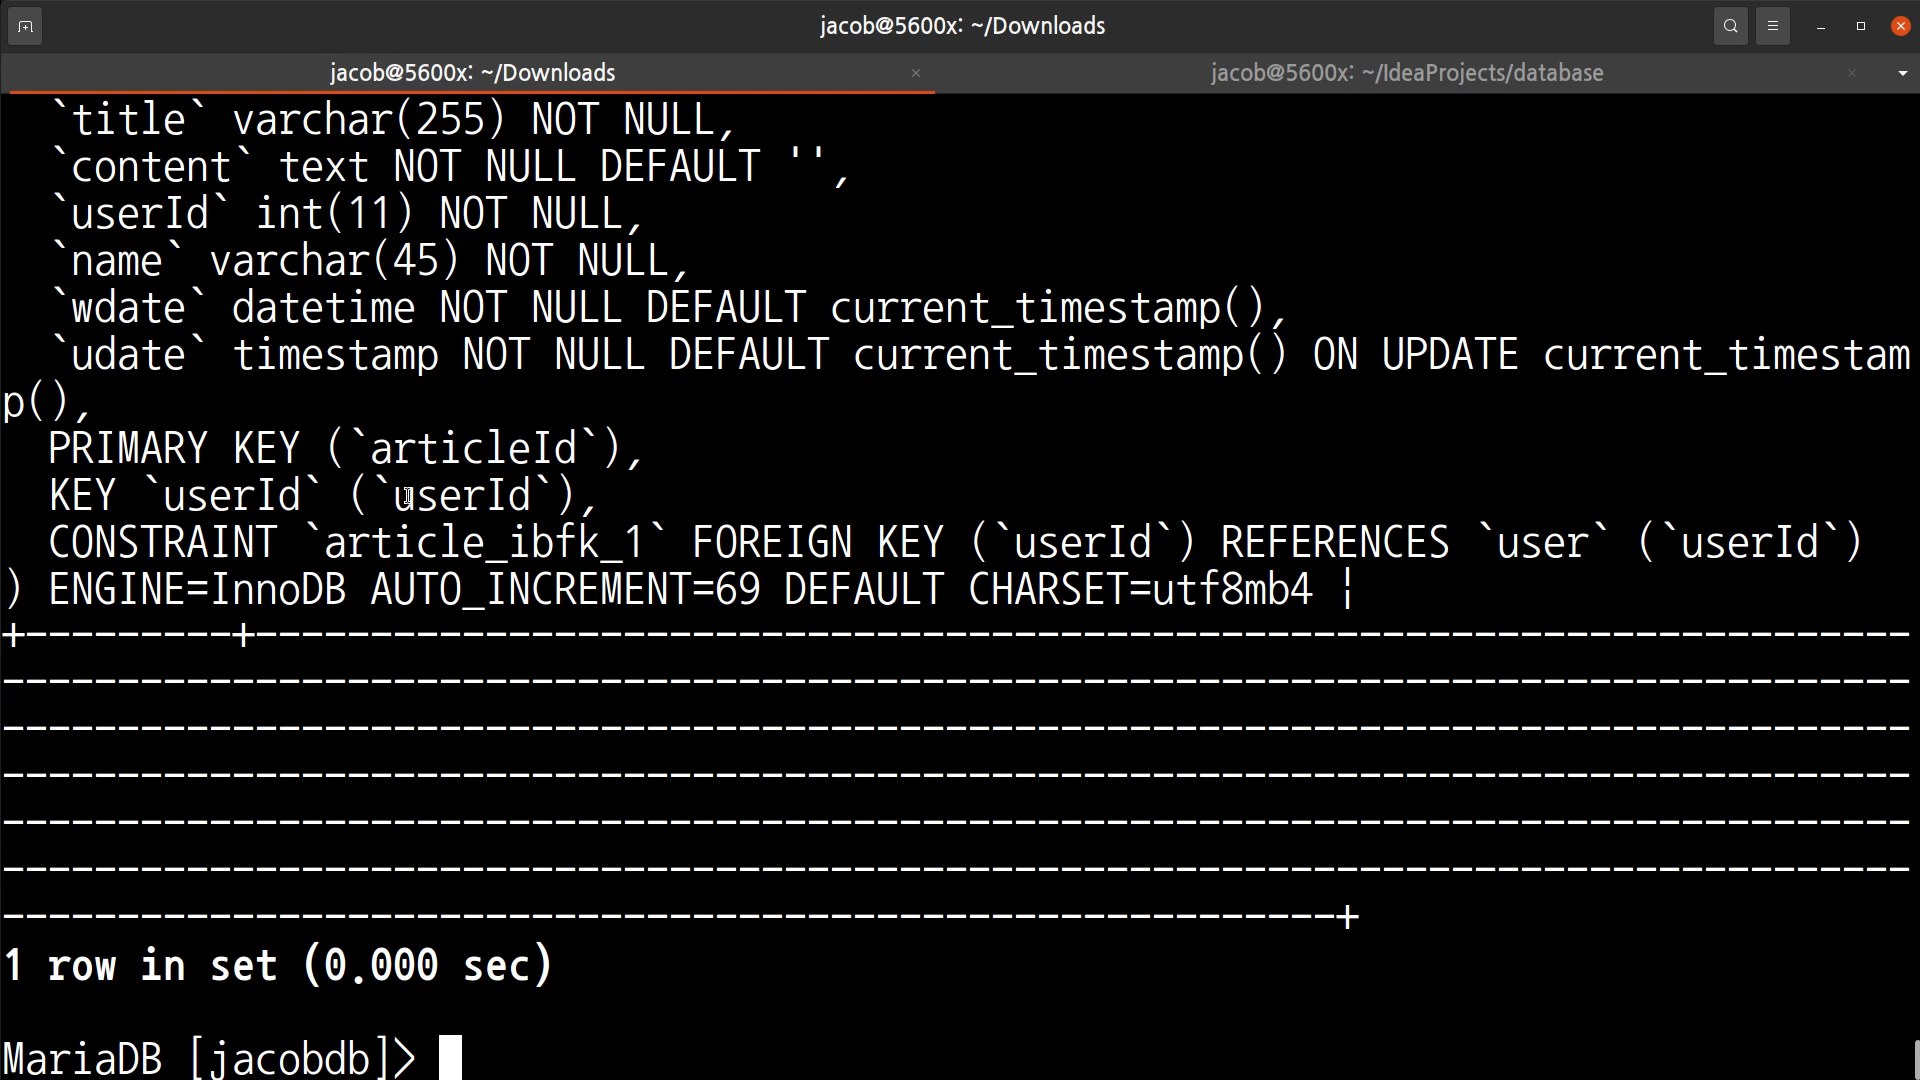 jacob@5600x: ~/Downloads
jacob@5600x: ~/Downloads
jacob@5600x: ~/IdeaProjects/database
`title` varchar(255) NOT NULL,
`content` text NOT NULL DEFAULT '',
`userId` int(11) NOT NULL,
`name` varchar(45) NOT NULL,
`wdate` datetime NOT NULL DEFAULT current_timestamp(),
`udate` timestamp NOT NULL DEFAULT current_timestamp() ON UPDATE current_timestam
p(),
PRIMARY KEY (`articleId`),
KEY `userId` (`userId`),
CONSTRAINT `article_ibfk_1` FOREIGN KEY (`userId`) REFERENCES `user` (`userId`)
) ENGINE=InnoDB AUTO_INCREMENT=69 DEFAULT CHARSET=utf8mb4 |
+---------+------------------------------------------------------------------------
-----------------------------------------------------------------------------------
-----------------------------------------------------------------------------------
-----------------------------------------------------------------------------------
-----------------------------------------------------------------------------------
-----------------------------------------------------------------------------------
----------------------------------------------------------+
1 row in set (0.000 sec)
MariaDB [jacobdb]>